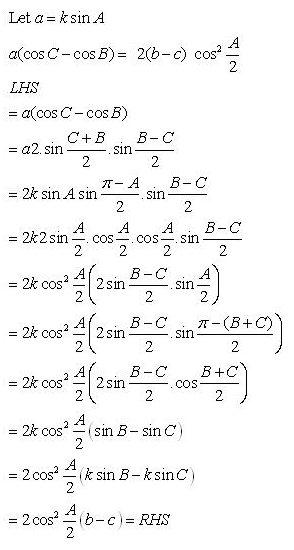 Let a = k sin A
a(cos C − cos B) = 2(b − c) cos² A/2
LHS
= a(cos C − cos B)
= a2. sin (C + B)/2 . sin (B − C)/2
= 2k sin A sin (π − A)/2 . sin (B − C)/2
= 2k2 sin A/2 . cos A/2 . cos A/2 . sin (B − C)/2
= 2k cos² A/2 (2 sin (B − C)/2 . sin A/2)
= 2k cos² A/2 (2 sin (B − C)/2 . sin (π − (B + C))/2)
= 2k cos² A/2 (2 sin (B − C)/2 . cos (B + C)/2)
= 2k cos² A/2 (sin B − sin C)
= 2 cos² A/2 (k sin B − k sin C)
= 2 cos² A/2 (b − c) = RHS